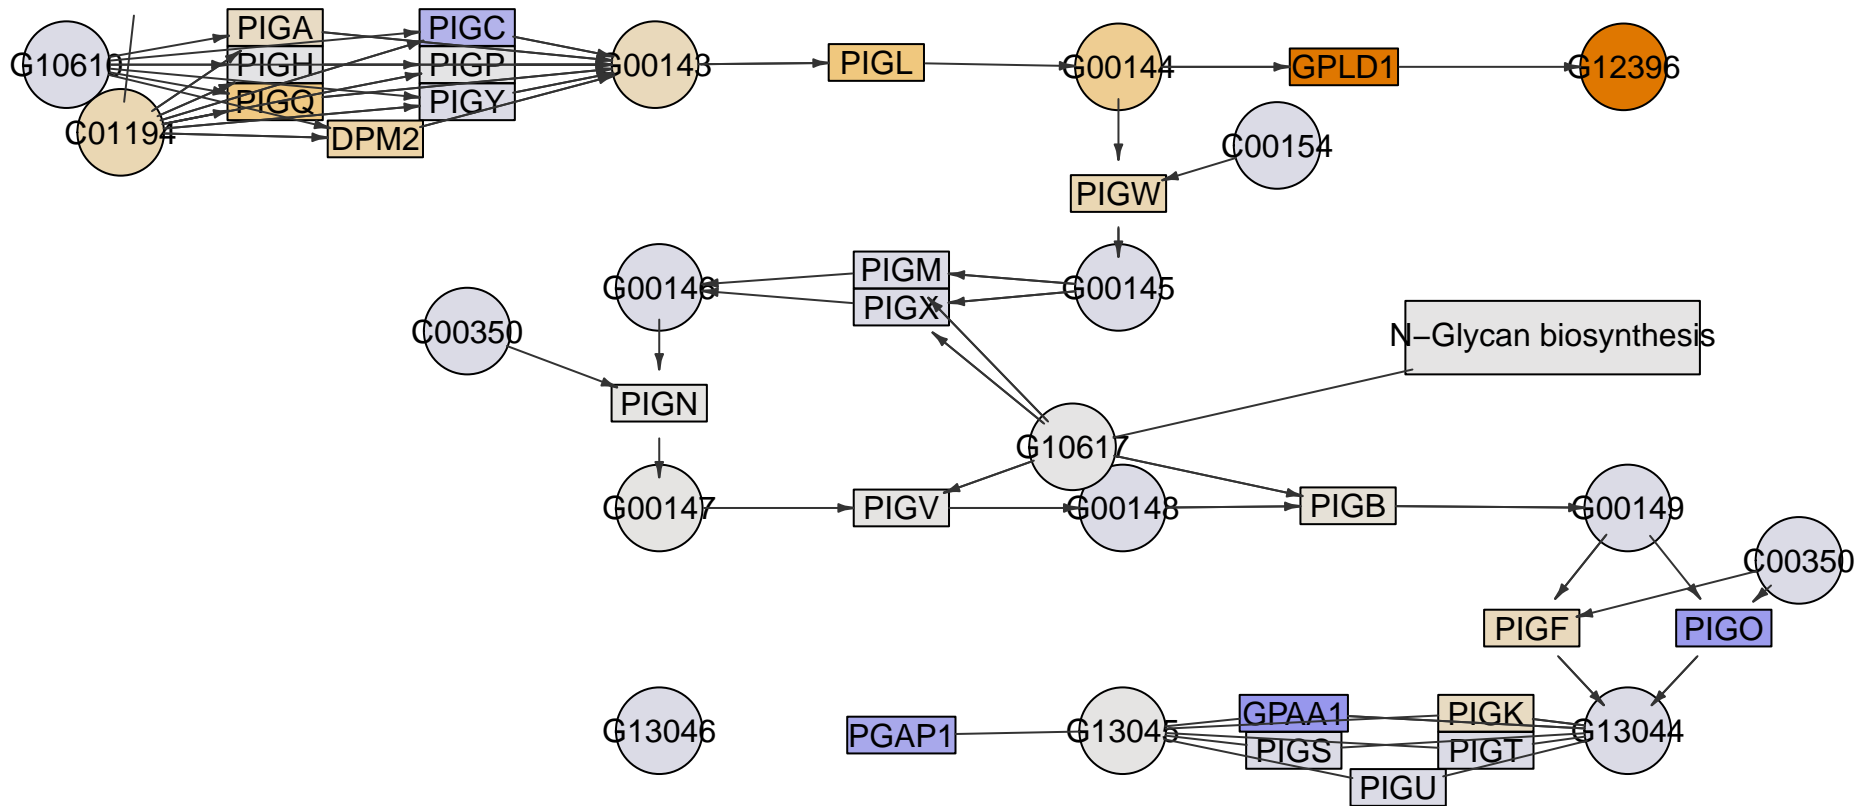 PIGA
PIGC
G10610
PIGH
PIGP
G00143
PIGL
G00144
GPLD1
G12396
PIGQ
PIGY
C01194
DPM2
C00154
PIGW
G00146
PIGM
G00145
PIGX
C00350
N−Glycan biosynthesis
PIGN
G10617
G00147
PIGV
G00148
PIGB
G00149
C00350
PIGF
PIGO
G13046
PGAP1
G13045
GPAA1
PIGK
G13044
PIGS
PIGT
PIGU